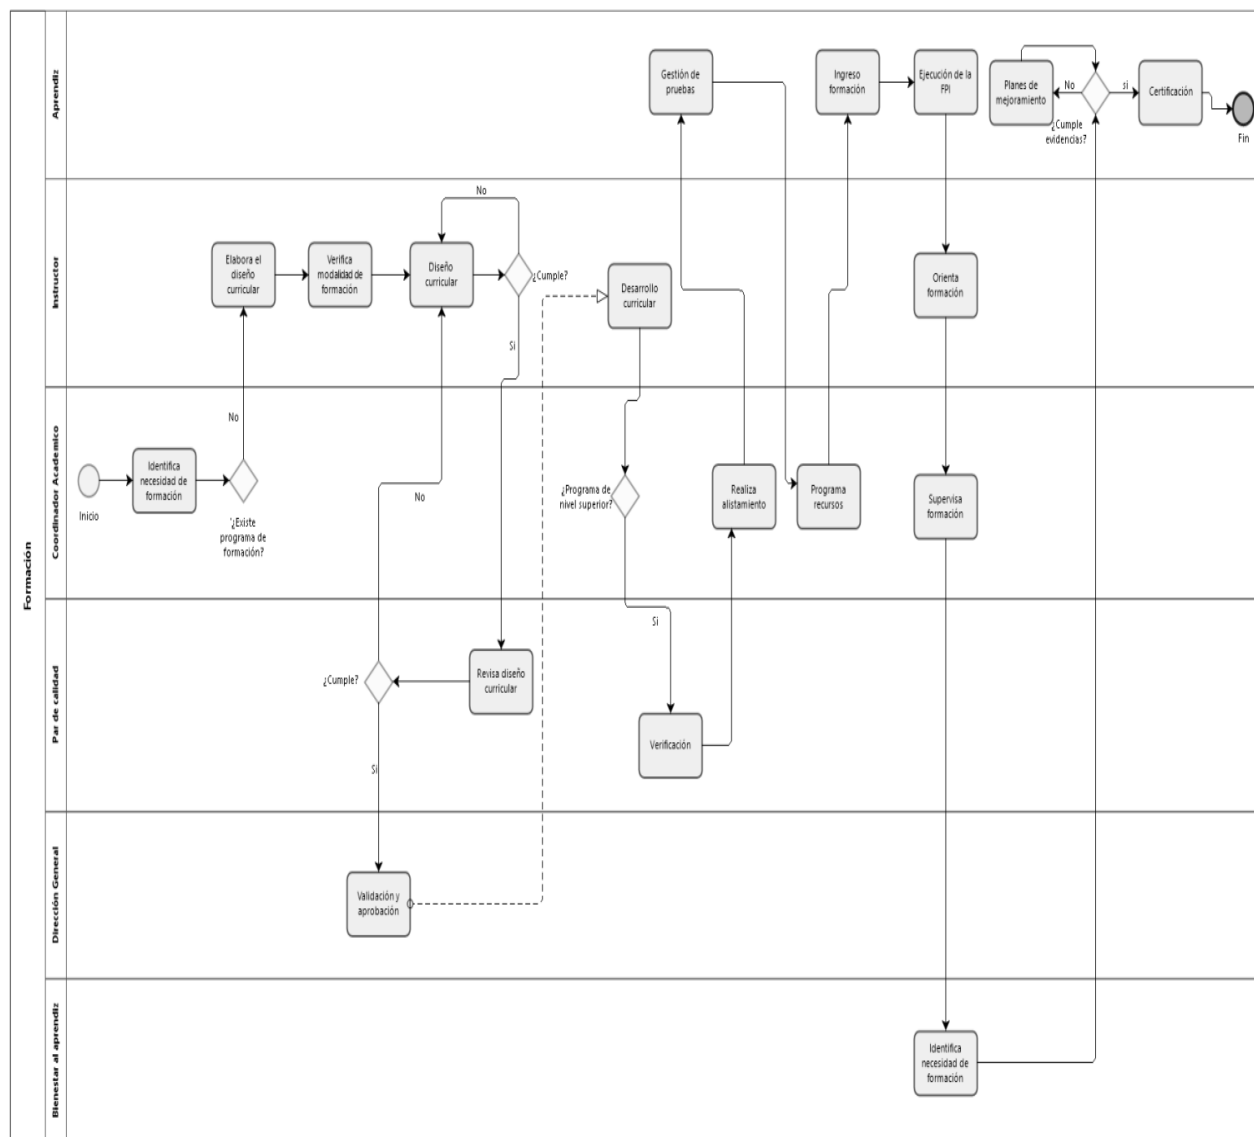 Formación
Aprendiz
Gestión de
pruebas
Ingreso
formación
Ejecución de la
FPI
Planes de
mejoramiento
No
si
¿Cumple
evidencias?
Certificación
Fin
Instructor
Elabora el
diseño
curricular
Verifica
modalidad de
formación
Diseño
curricular
No
¿Cumple?
Si
Desarrollo
curricular
Orienta
formación
Coordinador Academico
Inicio
Identifica
necesidad de
formación
No
'¿Existe
programa de
formación?
No
¿Programa de
nivel superior?
Realiza
alistamiento
Programa
recursos
Supervisa
formación
Par de calidad
¿Cumple?
Revisa diseño
curricular
Si
Si
Verificación
Dirección General
Validación y
aprobación
Bienestar al aprendiz
Identifica
necesidad de
formación